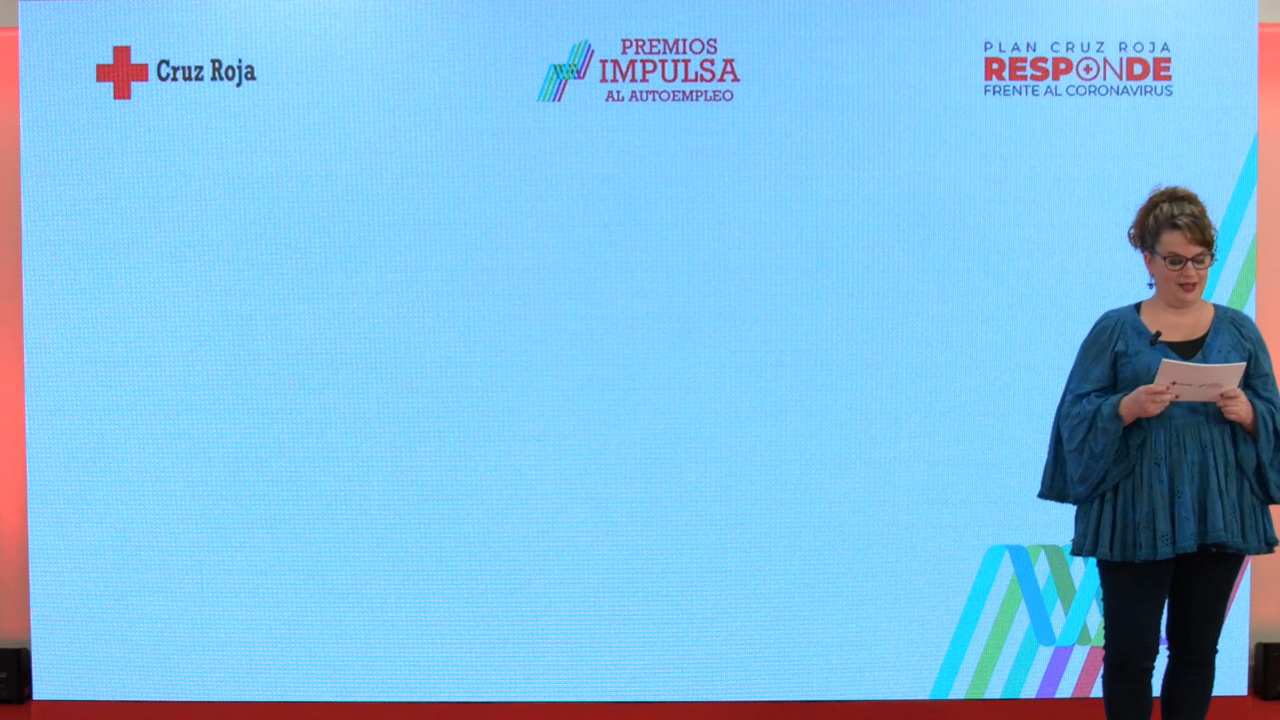 Cruz Roja
PREMIOS
IMPULSA
AL AUTOEMPLEO
PLAN CRUZ ROJA
RESPONDE
FRENTE AL CORONAVIRUS